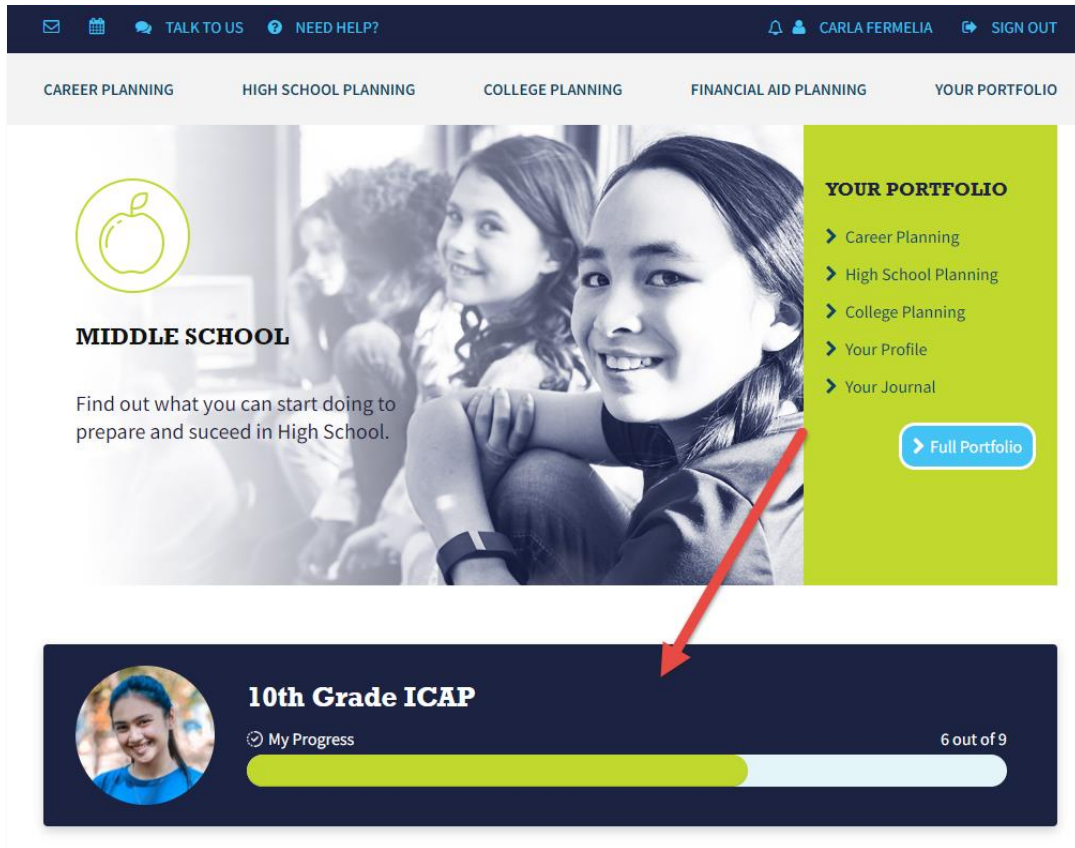 TALK TO US NEED HELP? CARLA FERMELIA SIGN OUT
CAREER PLANNING HIGH SCHOOL PLANNING COLLEGE PLANNING FINANCIAL AID PLANNING YOUR PORTFOLIO
MIDDLE SCHOOL
Find out what you can start doing to
prepare and suceed in High School.
YOUR PORTFOLIO
Career Planning
High School Planning
College Planning
Your Profile
Your Journal
Full Portfolio
10th Grade ICAP
My Progress 6 out of 9